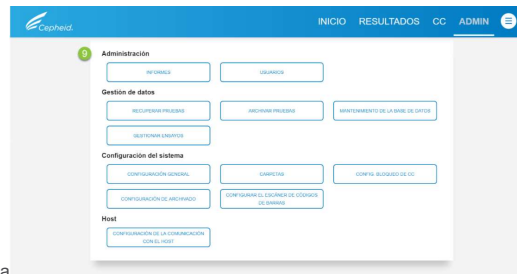 Cepheid.
INICIO RESULTADOS CC ADMIN
9 Administración
INFORMES USUARIOS
Gestión de datos
RECUPERAR PRUEBAS ARCHIVAR PRUEBAS MANTENIMIENTO DE LA BASE DE DATOS
GESTIONAR ENSAYOS
Configuración del sistema
CONFIGURACIÓN GENERAL CARPETAS CONFIG. BLOQUEO DE CC
CONFIGURACIÓN DE ARCHIVADO CONFIGURAR EL ESCÁNER DE CÓDIGOS
DE BARRAS
Host
CONFIGURACIÓN DE LA COMUNICACIÓN
CON EL HOST
a